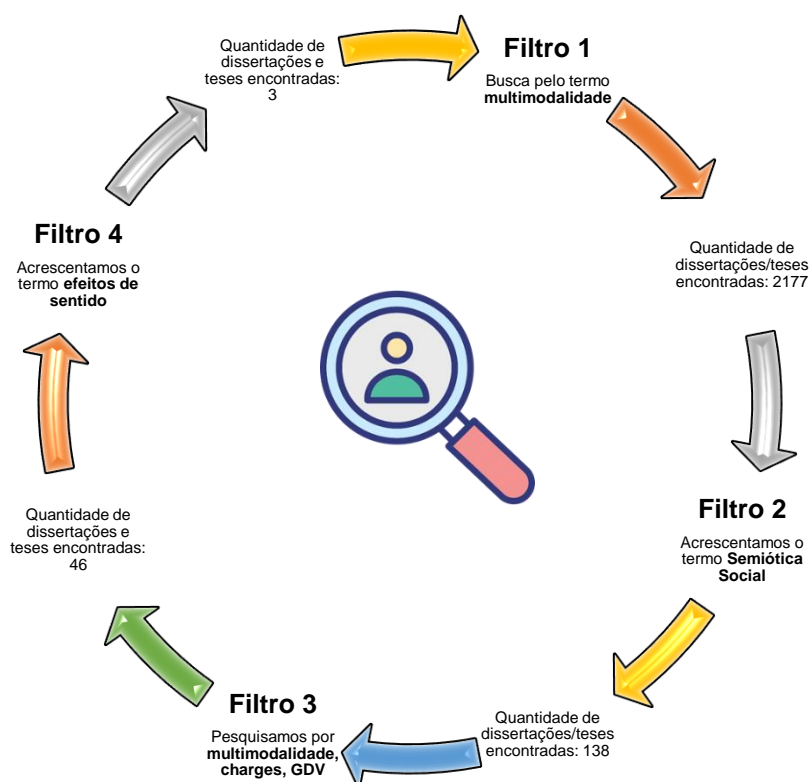 Filtro 1
Busca pelo termo
multimodalidade
Quantidade de
dissertações/teses
encontradas: 2177
Filtro 2
Acrescentamos o
termo Semiótica
Social
Quantidade de
dissertações/teses
encontradas: 138
Filtro 3
Pesquisamos por
multimodalidade,
charges, GDV
Quantidade de
dissertações e
teses encontradas:
46
Filtro 4
Acrescentamos o
termo efeitos de
sentido
Quantidade de
dissertações e
teses encontradas:
3